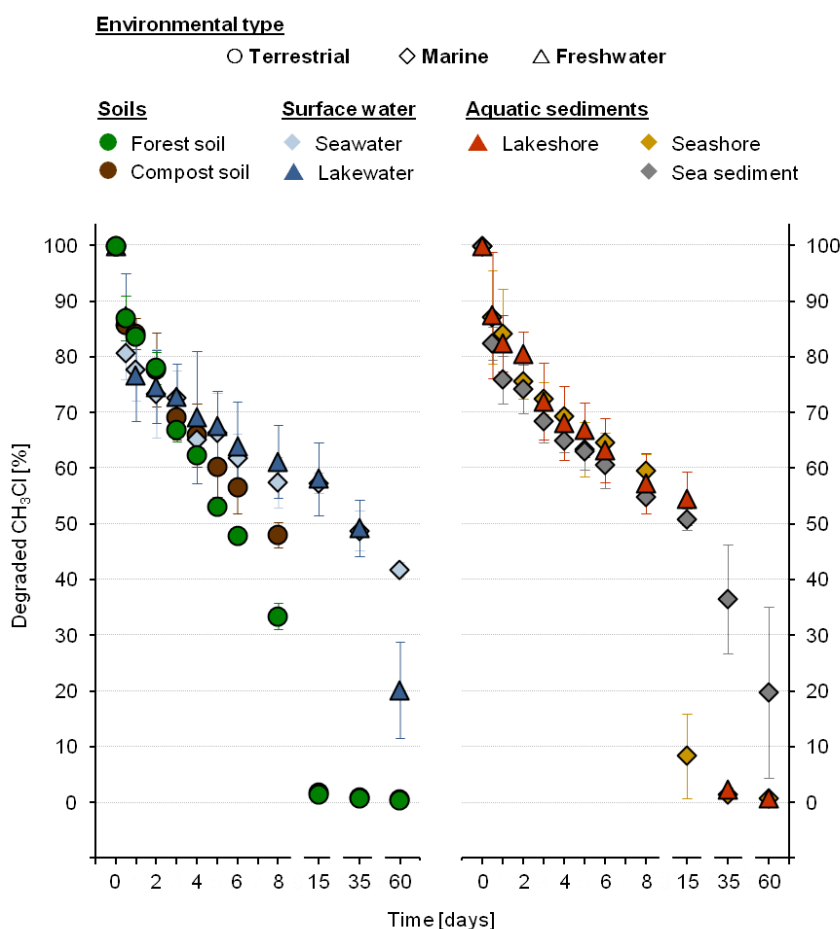 Environmental type
Terrestrial Marine Freshwater
Soils Surface water Aquatic sediments
Forest soil Seawater Lakeshore Seashore
Compost soil Lakewater Sea sediment
100 100
90 90
80 80
70 70
60 60
50 50
40 40
30 30
20 20
10 10
0 0
Degraded CH₃Cl [%]
0 2 4 6 8 15 35 60 0 2 4 6 8 15 35 60
Time [days]